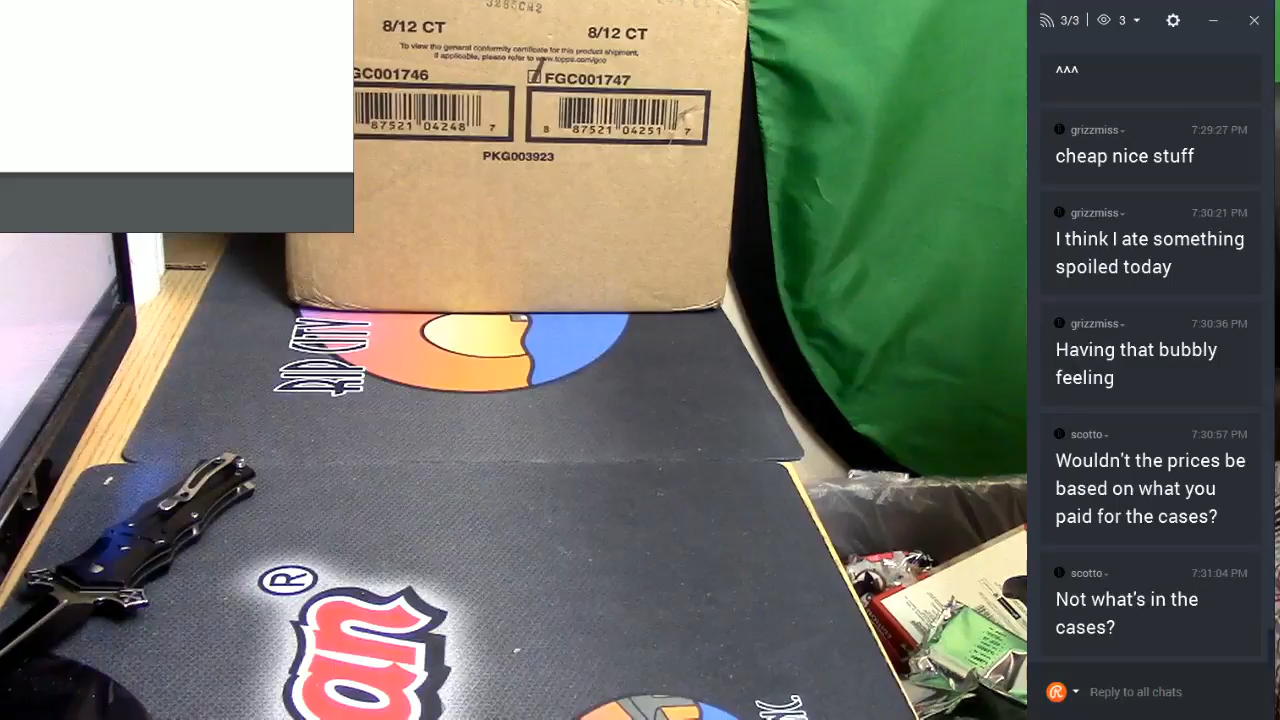 3285CH2
8/12 CT
8/12 CT
To view the general conformity certificate for this product shipment,
if applicable, please refer to www.topps.com/gcc
GC001746
FGC001747
87521 04248 7
8 87521 04251 7
PKG003923
RIP CITY
®
an
3/3
3
^^^
grizzmiss
7:29:27 PM
cheap nice stuff
grizzmiss
7:30:21 PM
I think I ate something
spoiled today
grizzmiss
7:30:36 PM
Having that bubbly
feeling
scotto
7:30:57 PM
Wouldn't the prices be
based on what you
paid for the cases?
scotto
7:31:04 PM
Not what's in the
cases?
Reply to all chats